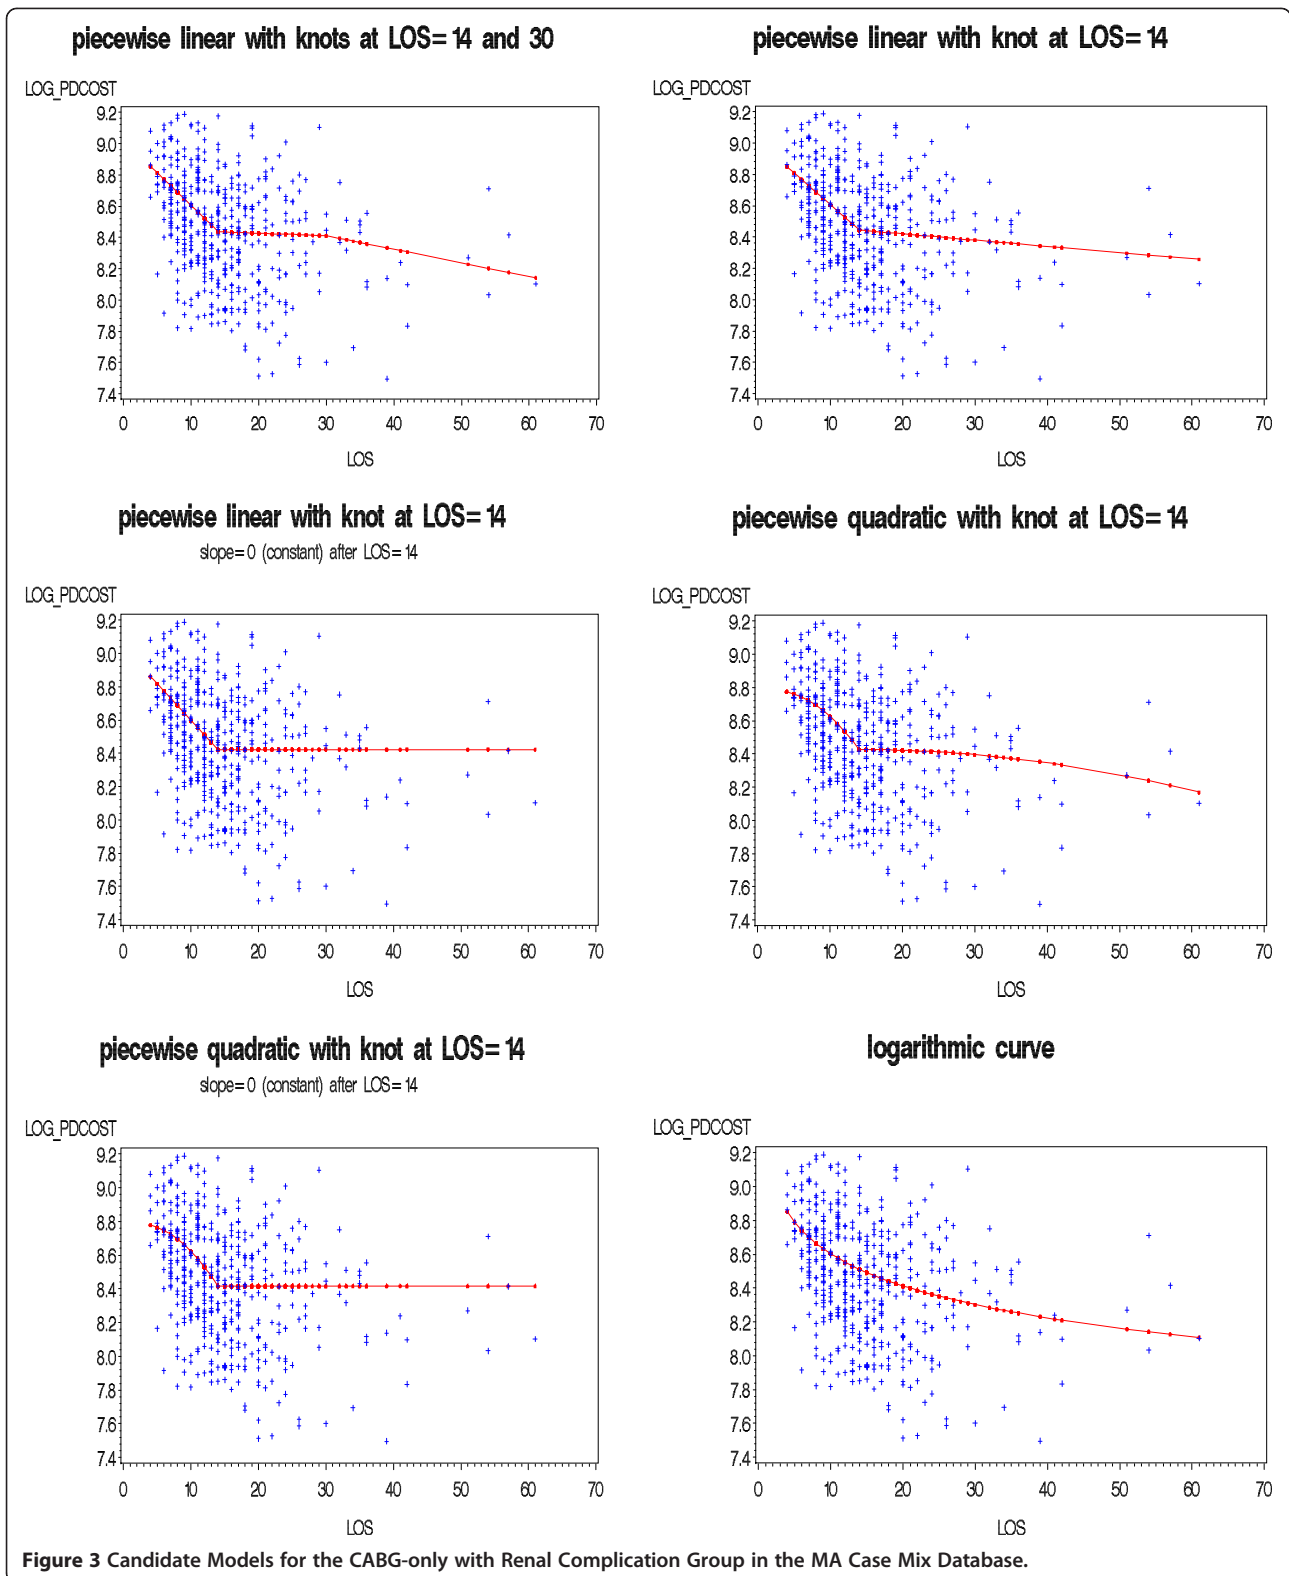 piecewise linear with knots at LOS=14 and 30
LOG_PDCOST
9.2
9.0
8.8
8.6
8.4
8.2
8.0
7.8
7.6
7.4
0 10 20 30 40 50 60 70
LOS
piecewise linear with knot at LOS=14
LOG_PDCOST
9.2
9.0
8.8
8.6
8.4
8.2
8.0
7.8
7.6
7.4
0 10 20 30 40 50 60 70
LOS
piecewise linear with knot at LOS=14
slope=0 (constant) after LOS=14
LOG_PDCOST
9.2
9.0
8.8
8.6
8.4
8.2
8.0
7.8
7.6
7.4
0 10 20 30 40 50 60 70
LOS
piecewise quadratic with knot at LOS=14
LOG_PDCOST
9.2
9.0
8.8
8.6
8.4
8.2
8.0
7.8
7.6
7.4
0 10 20 30 40 50 60 70
LOS
piecewise quadratic with knot at LOS=14
slope=0 (constant) after LOS=14
LOG_PDCOST
9.2
9.0
8.8
8.6
8.4
8.2
8.0
7.8
7.6
7.4
0 10 20 30 40 50 60 70
LOS
logarithmic curve
LOG_PDCOST
9.2
9.0
8.8
8.6
8.4
8.2
8.0
7.8
7.6
7.4
0 10 20 30 40 50 60 70
LOS
Figure 3 Candidate Models for the CABG-only with Renal Complication Group in the MA Case Mix Database.